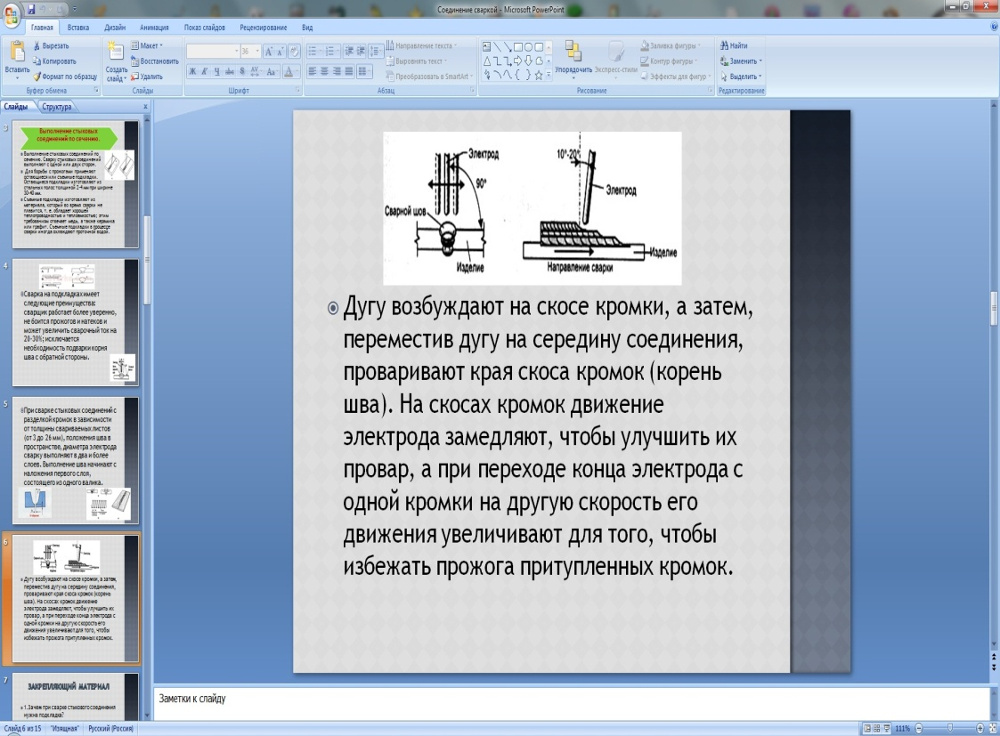 Соединение сваркой - Microsoft PowerPoint
Главная Вставка Дизайн Анимация Показ слайдов Рецензирование Вид
Вставить
Вырезать
Копировать
Формат по образцу
Буфер обмена
Создать слайд
Макет
Восстановить
Удалить
Слайды
36
Шрифт
Направление текста
Выровнять текст
Преобразовать в SmartArt
Абзац
Упорядочить
Экспресс-стили
Заливка фигуры
Контур фигуры
Эффекты для фигур
Рисование
Найти
Заменить
Выделить
Редактирование
Слайды Структура
3
Выполнение стыковых
соединений по сечению.
Выполнение стыковых соединений по
сечению. Сварку стыковых соединений
выполняют с одной или двух сторон.
Для борьбы с прожогами применяют
остающиеся или съемные подкладки.
Остающиеся подкладки изготовляют из
стальных полос толщиной 2-4 мм при ширине
30-40 мм.
Съемные подкладки изготовляют из
материала, который во время сварки не
плавится, т. е. обладает хорошей
теплопроводностью и теплоемкостью; этим
требованиям отвечает медь, а также керамика
или графит. Съемные подкладки в процессе
сварки иногда охлаждают проточной водой.
4
Сварка на подкладках имеет
следующие преимущества:
сварщик работает более уверенно,
не боится прожогов и натеков и
может увеличить сварочный ток на
20-30%; исключается
необходимость подварки корня
шва с обратной стороны.
5
При сварке стыковых соединений с
разделкой кромок в зависимости
от толщины свариваемых листов
(от 3 до 26 мм), положения шва в
пространстве, диаметра электрода
сварку выполняют в два и более
слоев. Выполнение шва начинают с
наложения первого слоя,
состоящего из одного валика.
6
Дугу возбуждают на скосе кромки, а затем,
переместив дугу на середину соединения,
проваривают края скоса кромок (корень
шва). На скосах кромок движение
электрода замедляют, чтобы улучшить их
провар, а при переходе конца электрода с
одной кромки на другую скорость его
движения увеличивают для того, чтобы
избежать прожога притупленных кромок.
7
ЗАКРЕПЛЯЮЩИЙ МАТЕРИАЛ
1. Зачем при сварке стыкового соединения
нужна подкладка?
Электрод
90°
Сварной шов
Изделие
10°-20°
Электрод
Изделие
Направление сварки
Дугу возбуждают на скосе кромки, а затем,
переместив дугу на середину соединения,
проваривают края скоса кромок (корень
шва). На скосах кромок движение
электрода замедляют, чтобы улучшить их
провар, а при переходе конца электрода с
одной кромки на другую скорость его
движения увеличивают для того, чтобы
избежать прожога притупленных кромок.
Заметки к слайду
Слайд 6 из 15 "Изящная" Русский (Россия) 111%